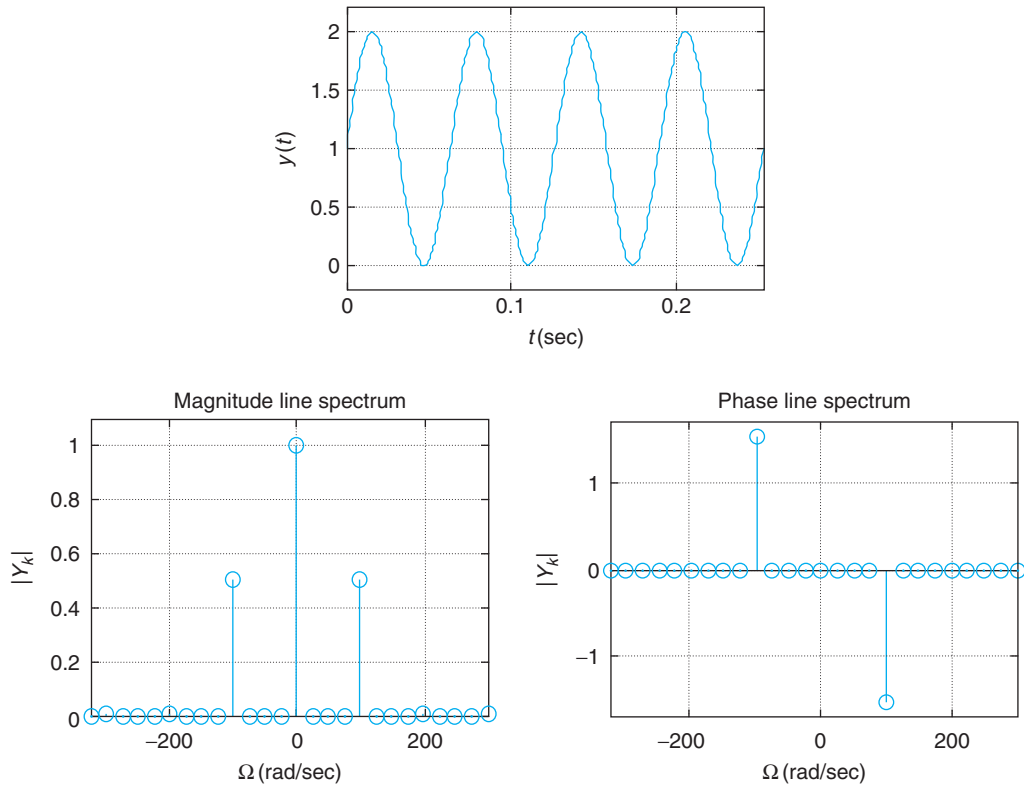 2
1.5
1
0.5
0
y(t)
0 0.1 0.2
t(sec)
Magnitude line spectrum
1
0.8
0.6
0.4
0.2
0
|Yk|
−200 0 200
Ω(rad/sec)
Phase line spectrum
1
0
−1
|Yk|
−200 0 200
Ω(rad/sec)